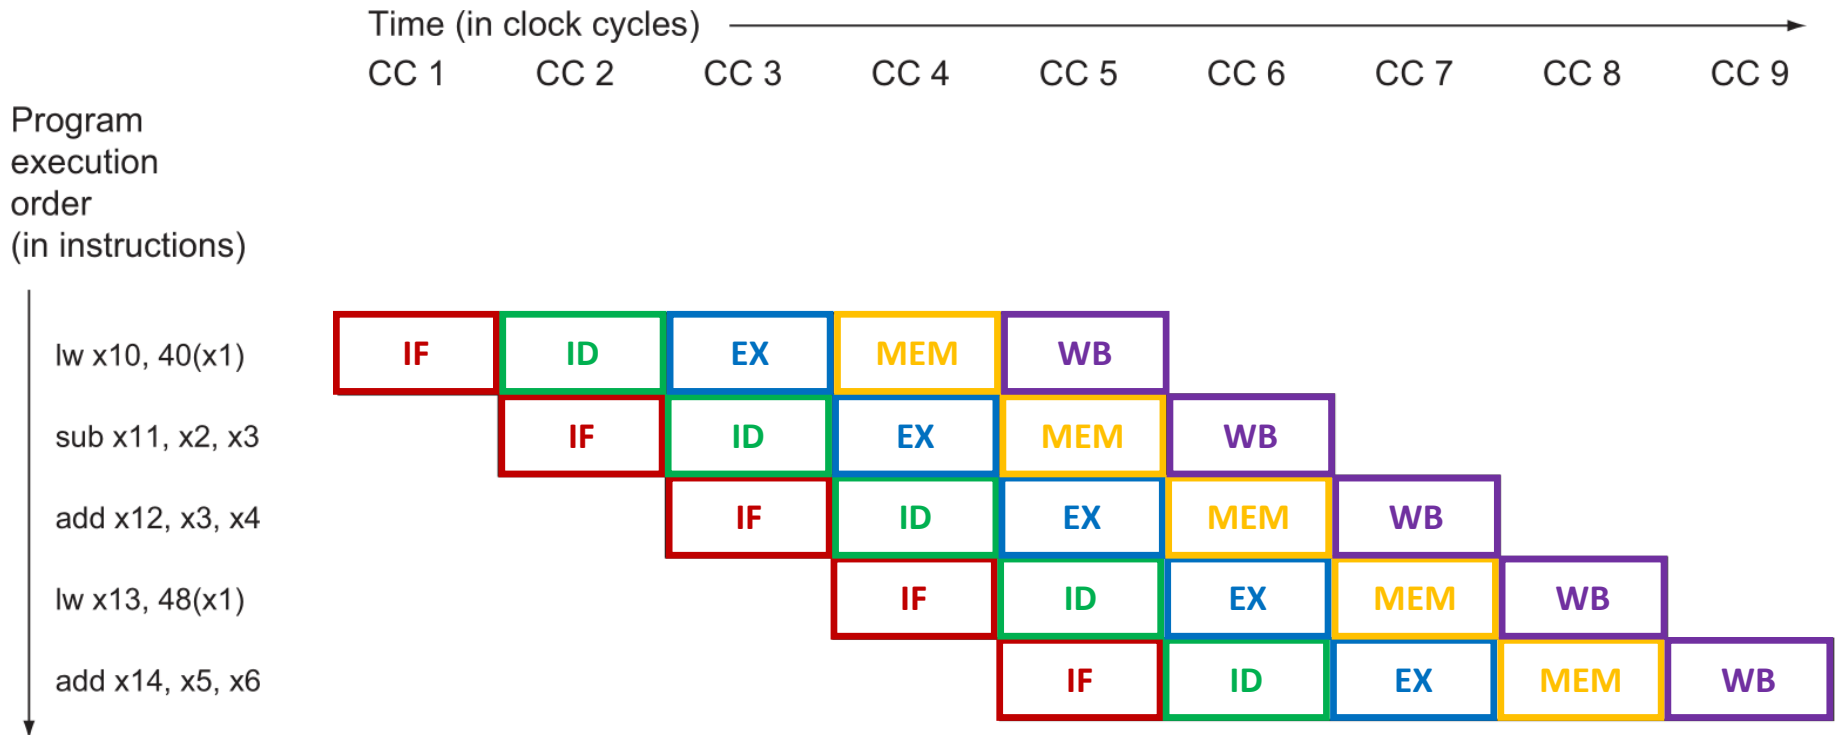 Time (in clock cycles)
CC 1 CC 2 CC 3 CC 4 CC 5 CC 6 CC 7 CC 8 CC 9
Program
execution
order
(in instructions)
lw x10, 40(x1) IF ID EX MEM WB
sub x11, x2, x3 IF ID EX MEM WB
add x12, x3, x4 IF ID EX MEM WB
lw x13, 48(x1) IF ID EX MEM WB
add x14, x5, x6 IF ID EX MEM WB